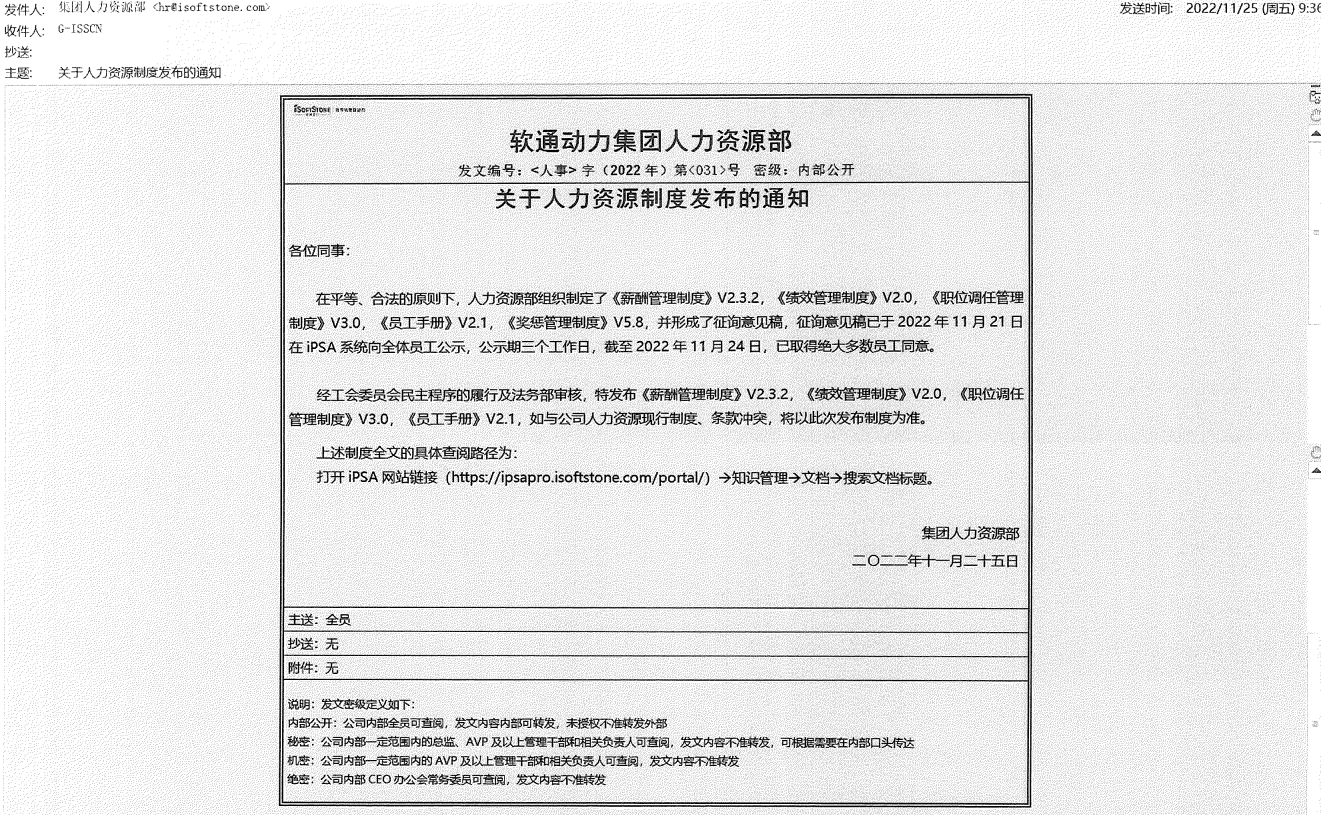 发件人: 集团人力资源部 <hr@isoftstone.com>
发送时间: 2022/11/25 (周五) 9:36
收件人: G-ISSCN
抄送:
主题: 关于人力资源制度发布的通知
iSOFTSTONE
软通动力集团人力资源部
发文编号：<人事> 字（2022 年）第<031>号 密级：内部公开
关于人力资源制度发布的通知
各位同事：
在平等、合法的原则下，人力资源部组织制定了《薪酬管理制度》V2.3.2，《绩效管理制度》V2.0，《职位调任管理
制度》V3.0，《员工手册》V2.1，《奖惩管理制度》V5.8，并形成了征询意见稿，征询意见稿已于 2022 年 11 月 21 日
在 iPSA 系统向全体员工公示，公示期三个工作日，截至 2022 年 11 月 24 日，已取得绝大多数员工同意。
经工会委员会民主程序的履行及法务部审核，特发布《薪酬管理制度》V2.3.2，《绩效管理制度》V2.0，《职位调任
管理制度》V3.0，《员工手册》V2.1，如与公司人力资源现行制度、条款冲突，将以此次发布制度为准。
上述制度全文的具体查阅路径为：
打开 iPSA 网站链接（https://ipsapro.isoftstone.com/portal/）→知识管理→文档→搜索文档标题。
集团人力资源部
二〇二二年十一月二十五日
主送：全员
抄送：无
附件：无
说明：发文密级定义如下：
内部公开：公司内部全员可查阅，发文内容内部可转发，未授权不准转发外部
秘密：公司内部一定范围内的总监、AVP 及以上管理干部和相关负责人可查阅，发文内容不准转发，可根据需要在内部口头传达
机密：公司内部一定范围内的 AVP 及以上管理干部和相关负责人可查阅，发文内容不准转发
绝密：公司内部 CEO 办公会常务委员可查阅，发文内容不准转发